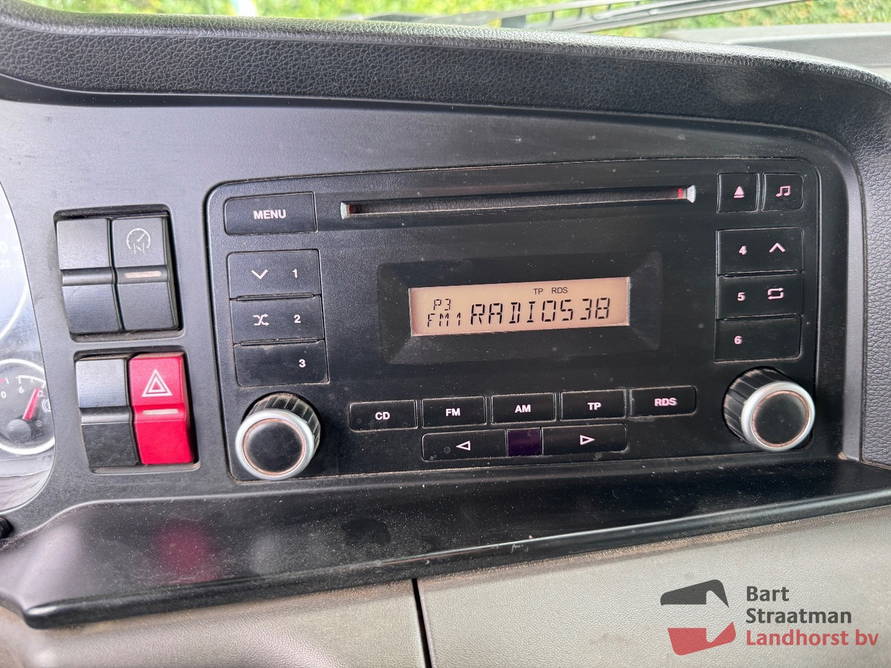 MENU
1
2
3
4
5
6
TP RDS
P3
FM1 RADIO538
CD FM AM TP RDS
Bart
Straatman
Landhorst bv